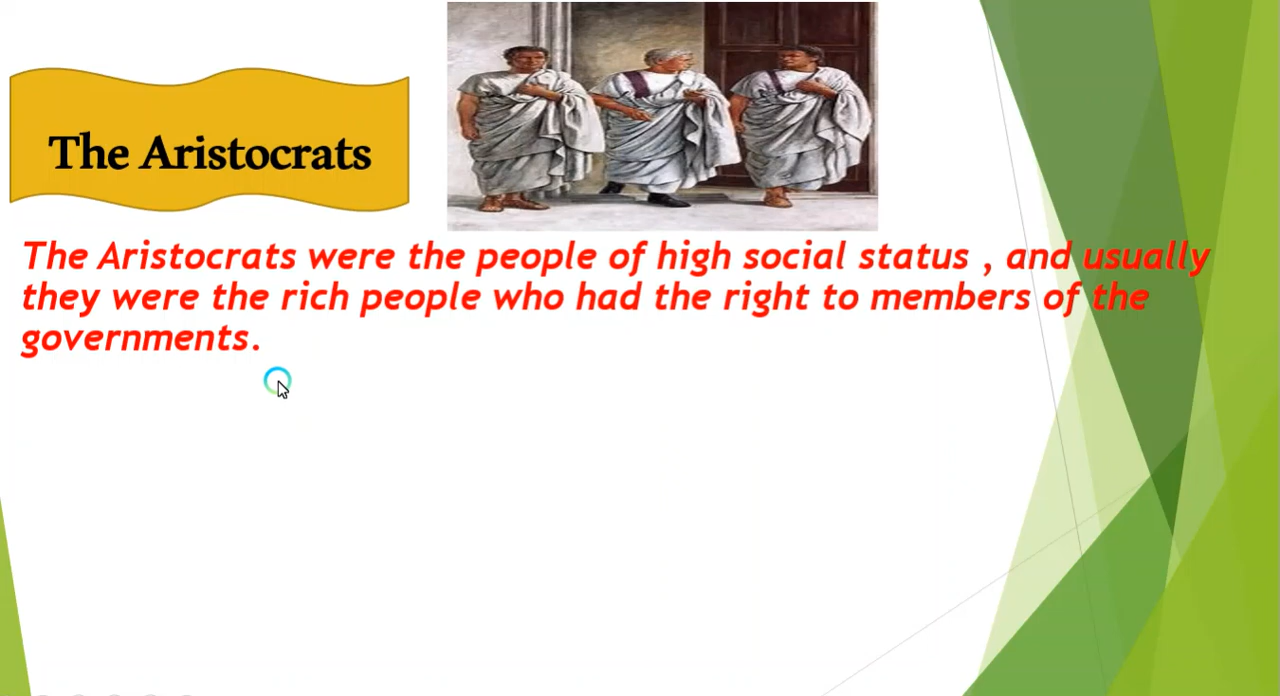 The Aristocrats
The Aristocrats were the people of high social status , and usually
they were the rich people who had the right to members of the
governments.